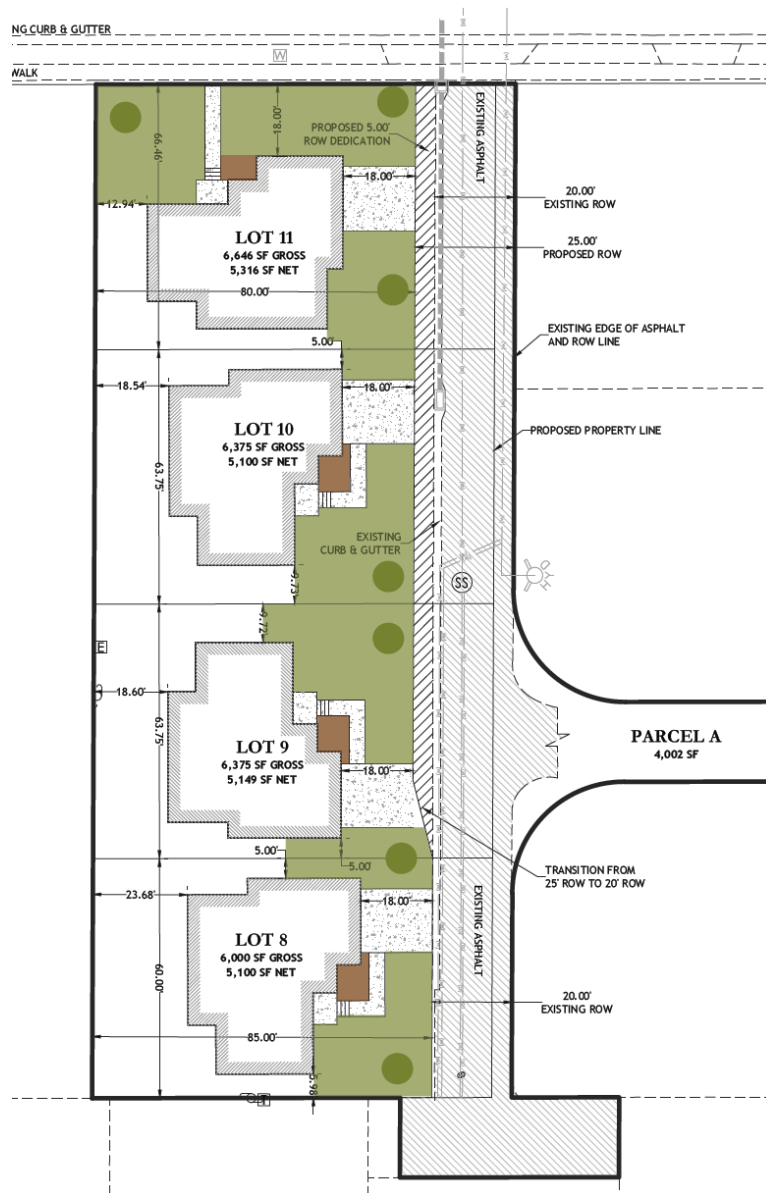 NG CURB & GUTTER
W
WALK
PROPOSED 5.00'
ROW DEDICATION
EXISTING ASPHALT
66.46'
18.00'
18.00'
20.00'
EXISTING ROW
12.94'
LOT 11
6,646 SF GROSS
5,316 SF NET
25.00'
PROPOSED ROW
80.00'
EXISTING EDGE OF ASPHALT
AND ROW LINE
5.00'
18.54'
18.00'
LOT 10
6,375 SF GROSS
5,100 SF NET
PROPOSED PROPERTY LINE
63.75'
EXISTING
CURB & GUTTER
9.73'
SS
9.72'
E
18.60'
63.75'
LOT 9
6,375 SF GROSS
5,149 SF NET
PARCEL A
4,002 SF
18.00'
5.00'
5.00'
TRANSITION FROM
25' ROW TO 20' ROW
23.68'
18.00'
EXISTING ASPHALT
LOT 8
6,000 SF GROSS
5,100 SF NET
60.00'
20.00'
EXISTING ROW
85.00'
5.98'
S